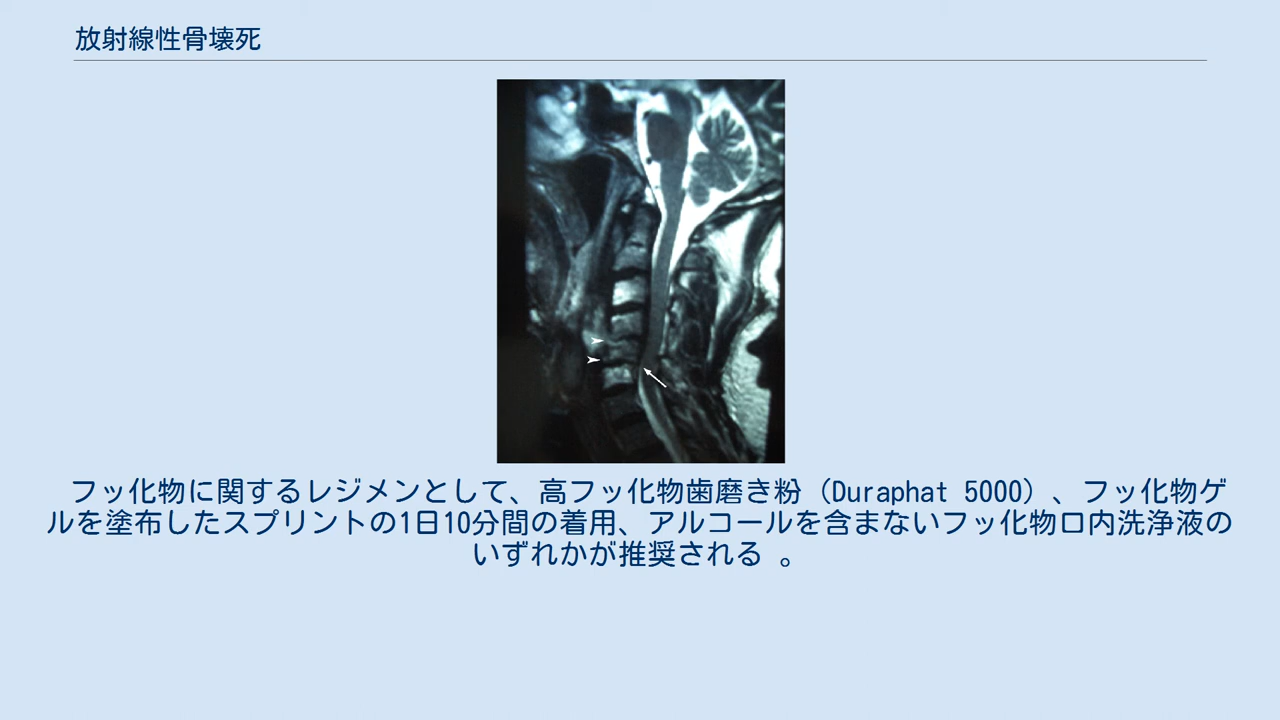 放射線性骨壊死
フッ化物に関するレジメンとして、高フッ化物歯磨き粉（Duraphat 5000）、フッ化物ゲ
ルを塗布したスプリントの1日10分間の着用、アルコールを含まないフッ化物口内洗浄液の
いずれかが推奨される 。